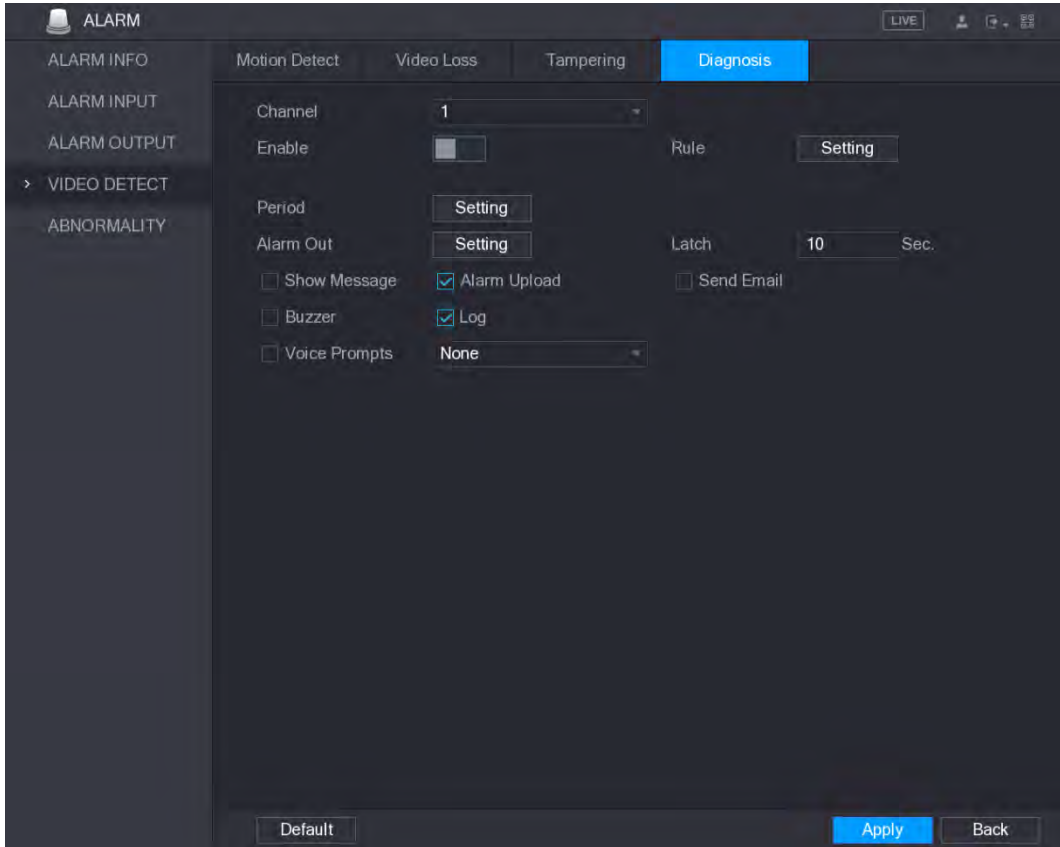 ALARM
LIVE
ALARM INFO
ALARM INPUT
ALARM OUTPUT
VIDEO DETECT
ABNORMALITY
Motion Detect Video Loss Tampering Diagnosis
Channel 1
Enable Rule Setting
Period Setting
Alarm Out Setting Latch 10 Sec.
Show Message Alarm Upload Send Email
Buzzer Log
Voice Prompts None
Default Apply Back